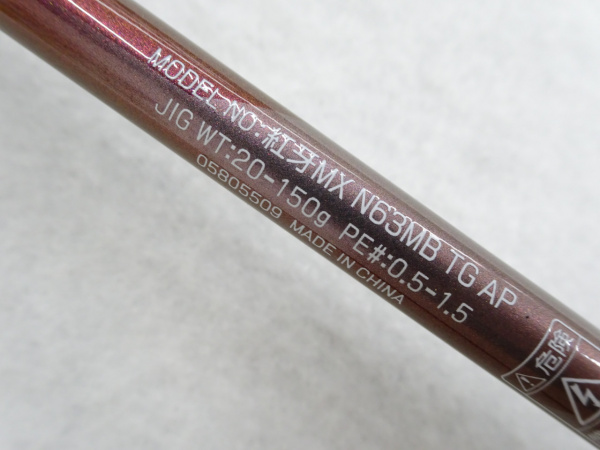 MODEL NO.:紅牙MX N63MB TG AP
JIG WT:20-150g PE#:0.5-1.5
05805509 MADE IN CHINA
危険